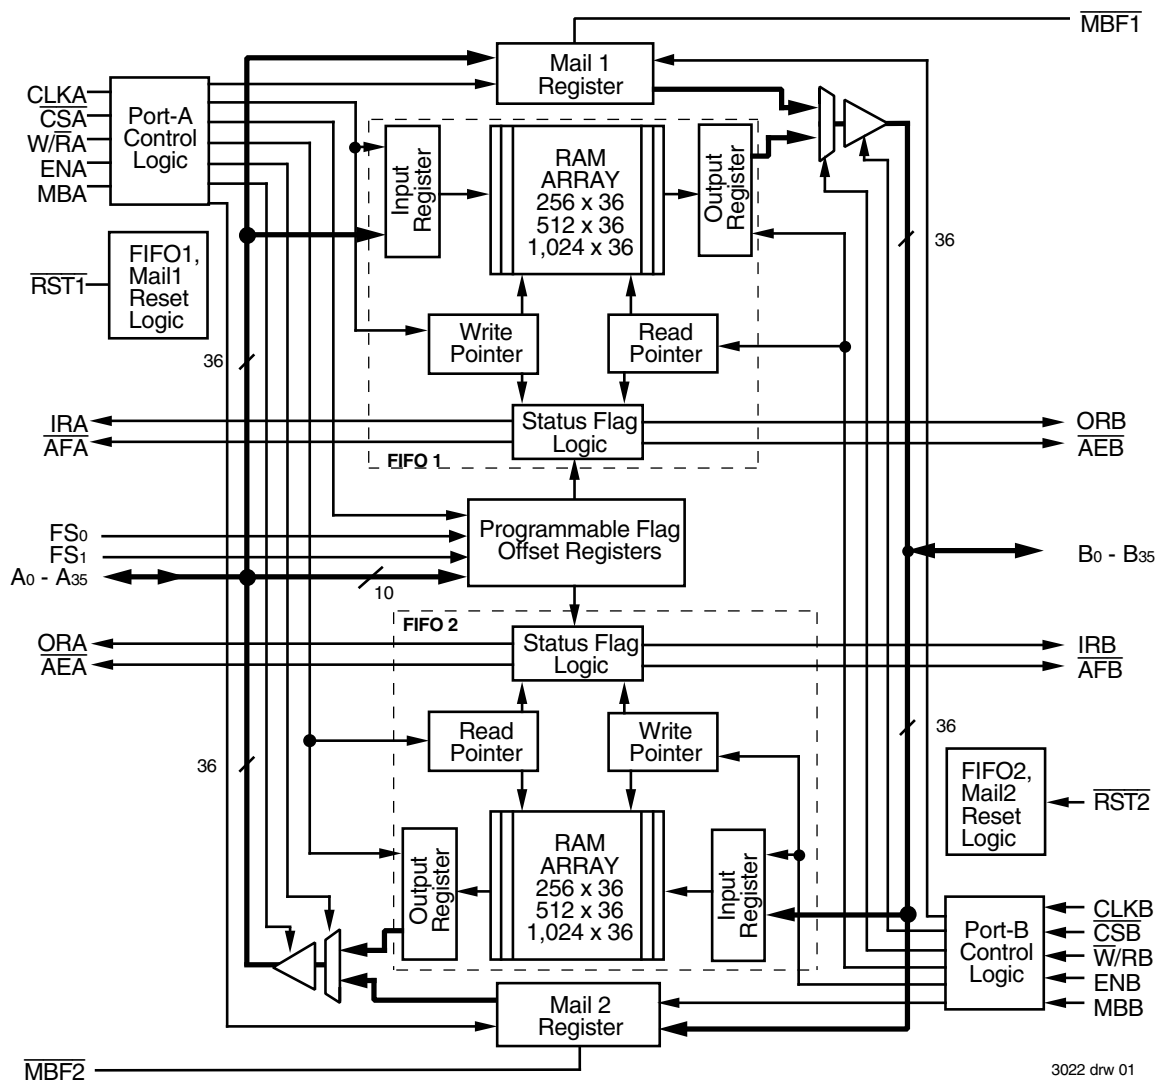 MBF1
Mail 1
Register
CLKA
CSA
W/RA
ENA
MBA
Port-A
Control
Logic
Input
Register
RAM
ARRAY
256 x 36
512 x 36
1,024 x 36
Output
Register
36
RST1
FIFO1,
Mail1
Reset
Logic
Write
Pointer
Read
Pointer
36
IRA
AFA
Status Flag
Logic
ORB
AEB
FIFO 1
FS0
FS1
A0 - A35
Programmable Flag
Offset Registers
10
B0 - B35
FIFO 2
ORA
AEA
Status Flag
Logic
IRB
AFB
Read
Pointer
Write
Pointer
36
36
FIFO2,
Mail2
Reset
Logic
RST2
Output
Register
RAM
ARRAY
256 x 36
512 x 36
1,024 x 36
Input
Register
Port-B
Control
Logic
CLKB
CSB
W/RB
ENB
MBB
Mail 2
Register
MBF2
3022 drw 01